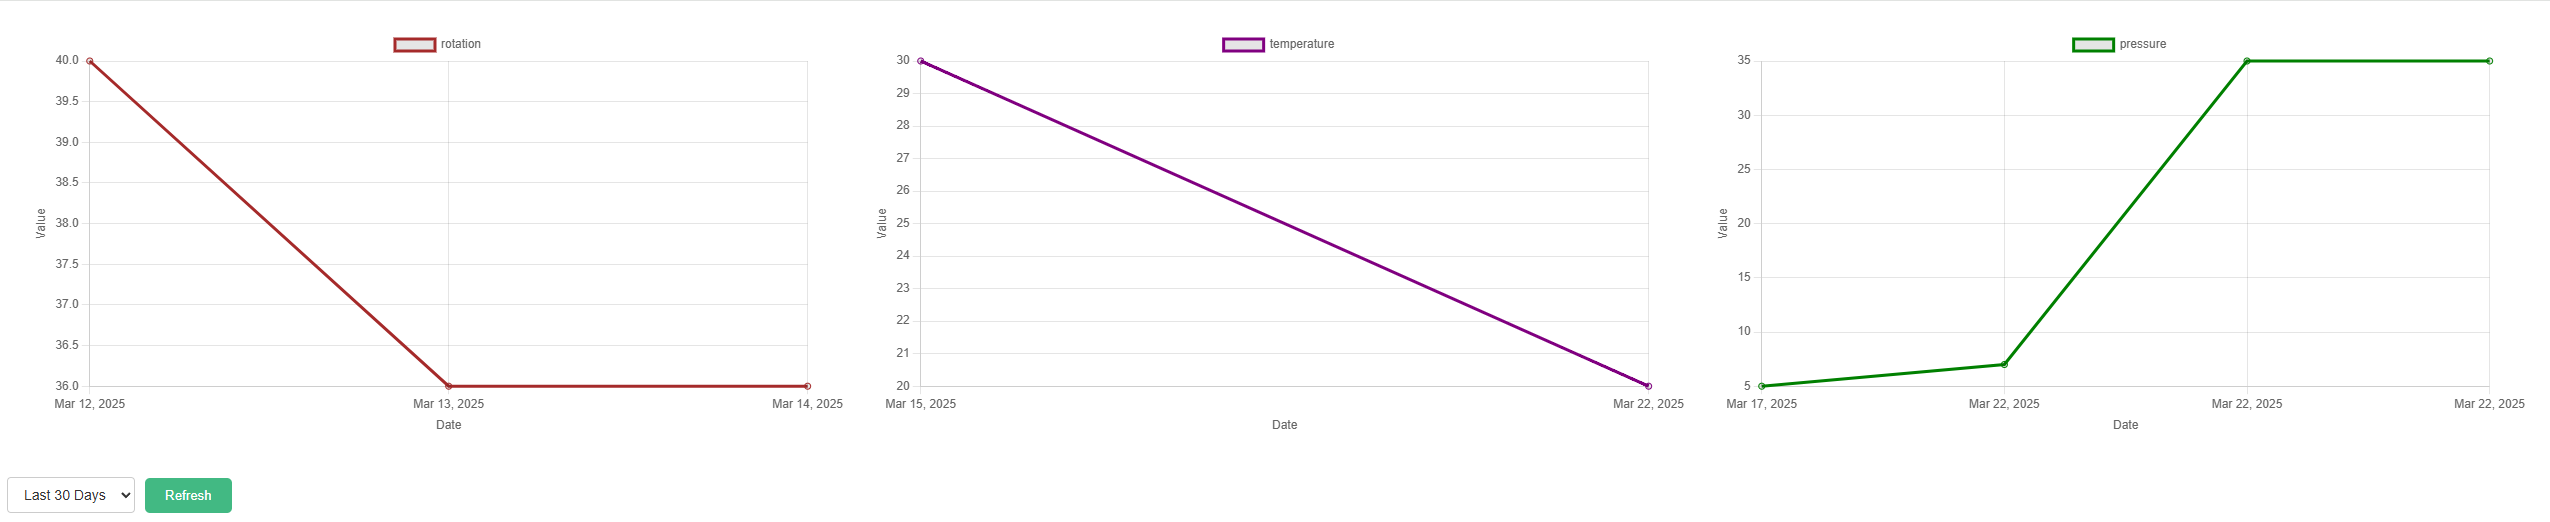 rotation
40.0
39.5
39.0
38.5
38.0
37.5
37.0
36.5
36.0
Value
Mar 12, 2025 Mar 13, 2025 Mar 14, 2025
Date
temperature
30
29
28
27
26
25
24
23
22
21
20
Value
Mar 15, 2025 Mar 22, 2025
Date
pressure
35
30
25
20
15
10
5
Value
Mar 17, 2025 Mar 22, 2025 Mar 22, 2025 Mar 22, 2025
Date
Last 30 Days Refresh